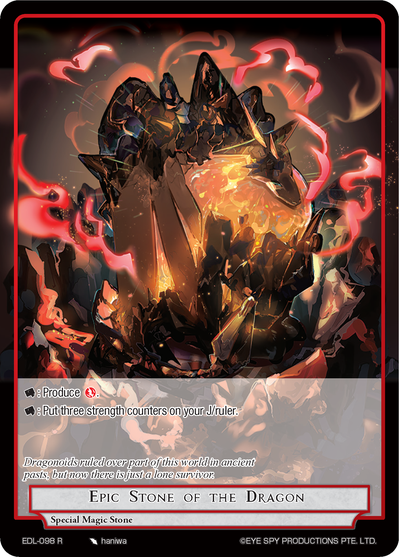 : Produce .
: Put three strength counters on your J/ruler.
Dragonoids ruled over part of this world in ancient
pasts, but now there is just a lone survivor.
Epic Stone of the Dragon
Special Magic Stone
EDL-098 R haniwa ©EYE SPY PRODUCTIONS PTE. LTD.